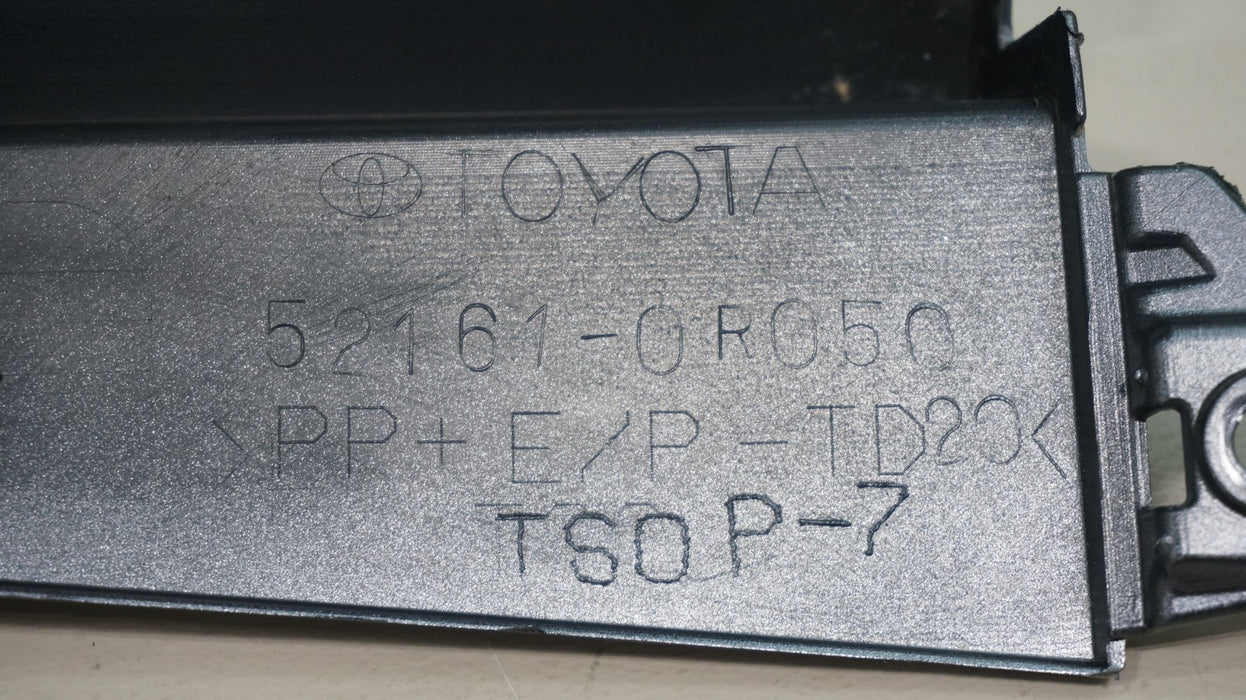 TOYOTA
52161-0R050
>PP+E/P-TD20<
TSOP-7